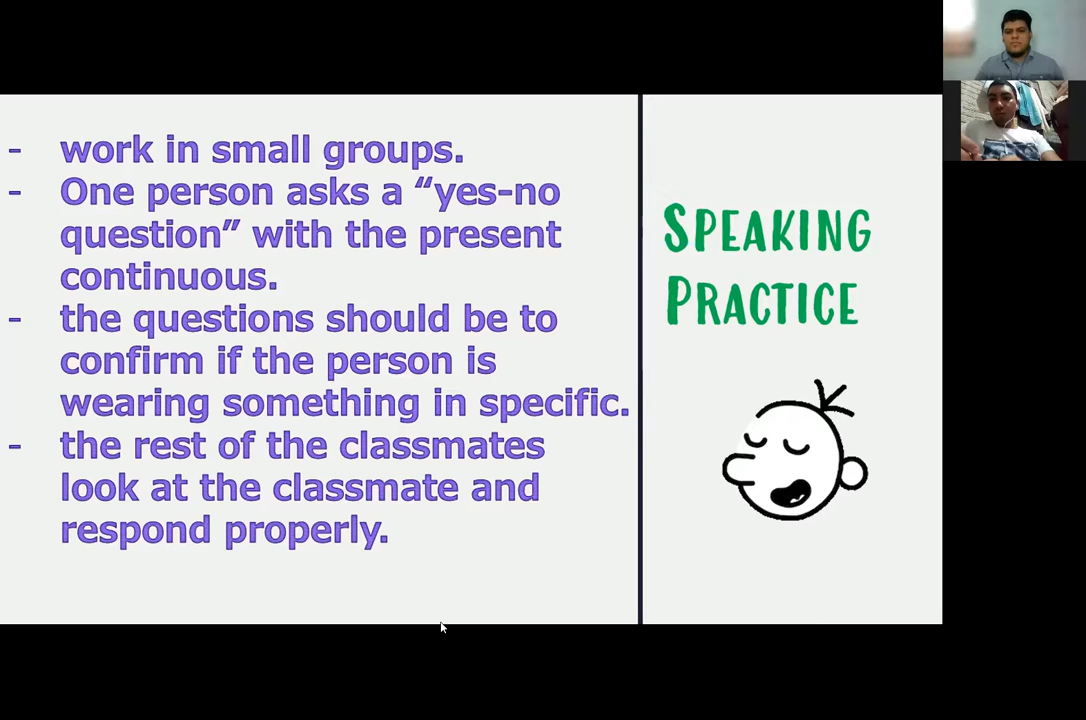 - work in small groups.
- One person asks a “yes-no
question” with the present
continuous.
- the questions should be to
confirm if the person is
wearing something in specific.
- the rest of the classmates
look at the classmate and
respond properly.
SPEAKING
PRACTICE